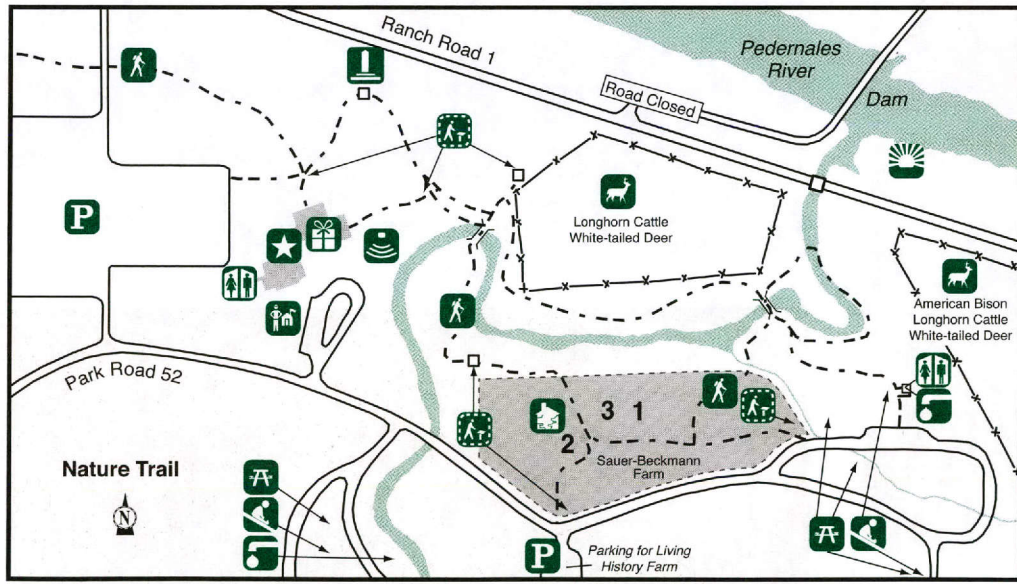 Ranch Road 1
Pedernales
River
Dam
Road Closed
P
Longhorn Cattle
White-tailed Deer
American Bison
Longhorn Cattle
White-tailed Deer
Park Road 52
3 1
2
Sauer-Beckmann
Farm
Nature Trail
N
P
Parking for Living
History Farm